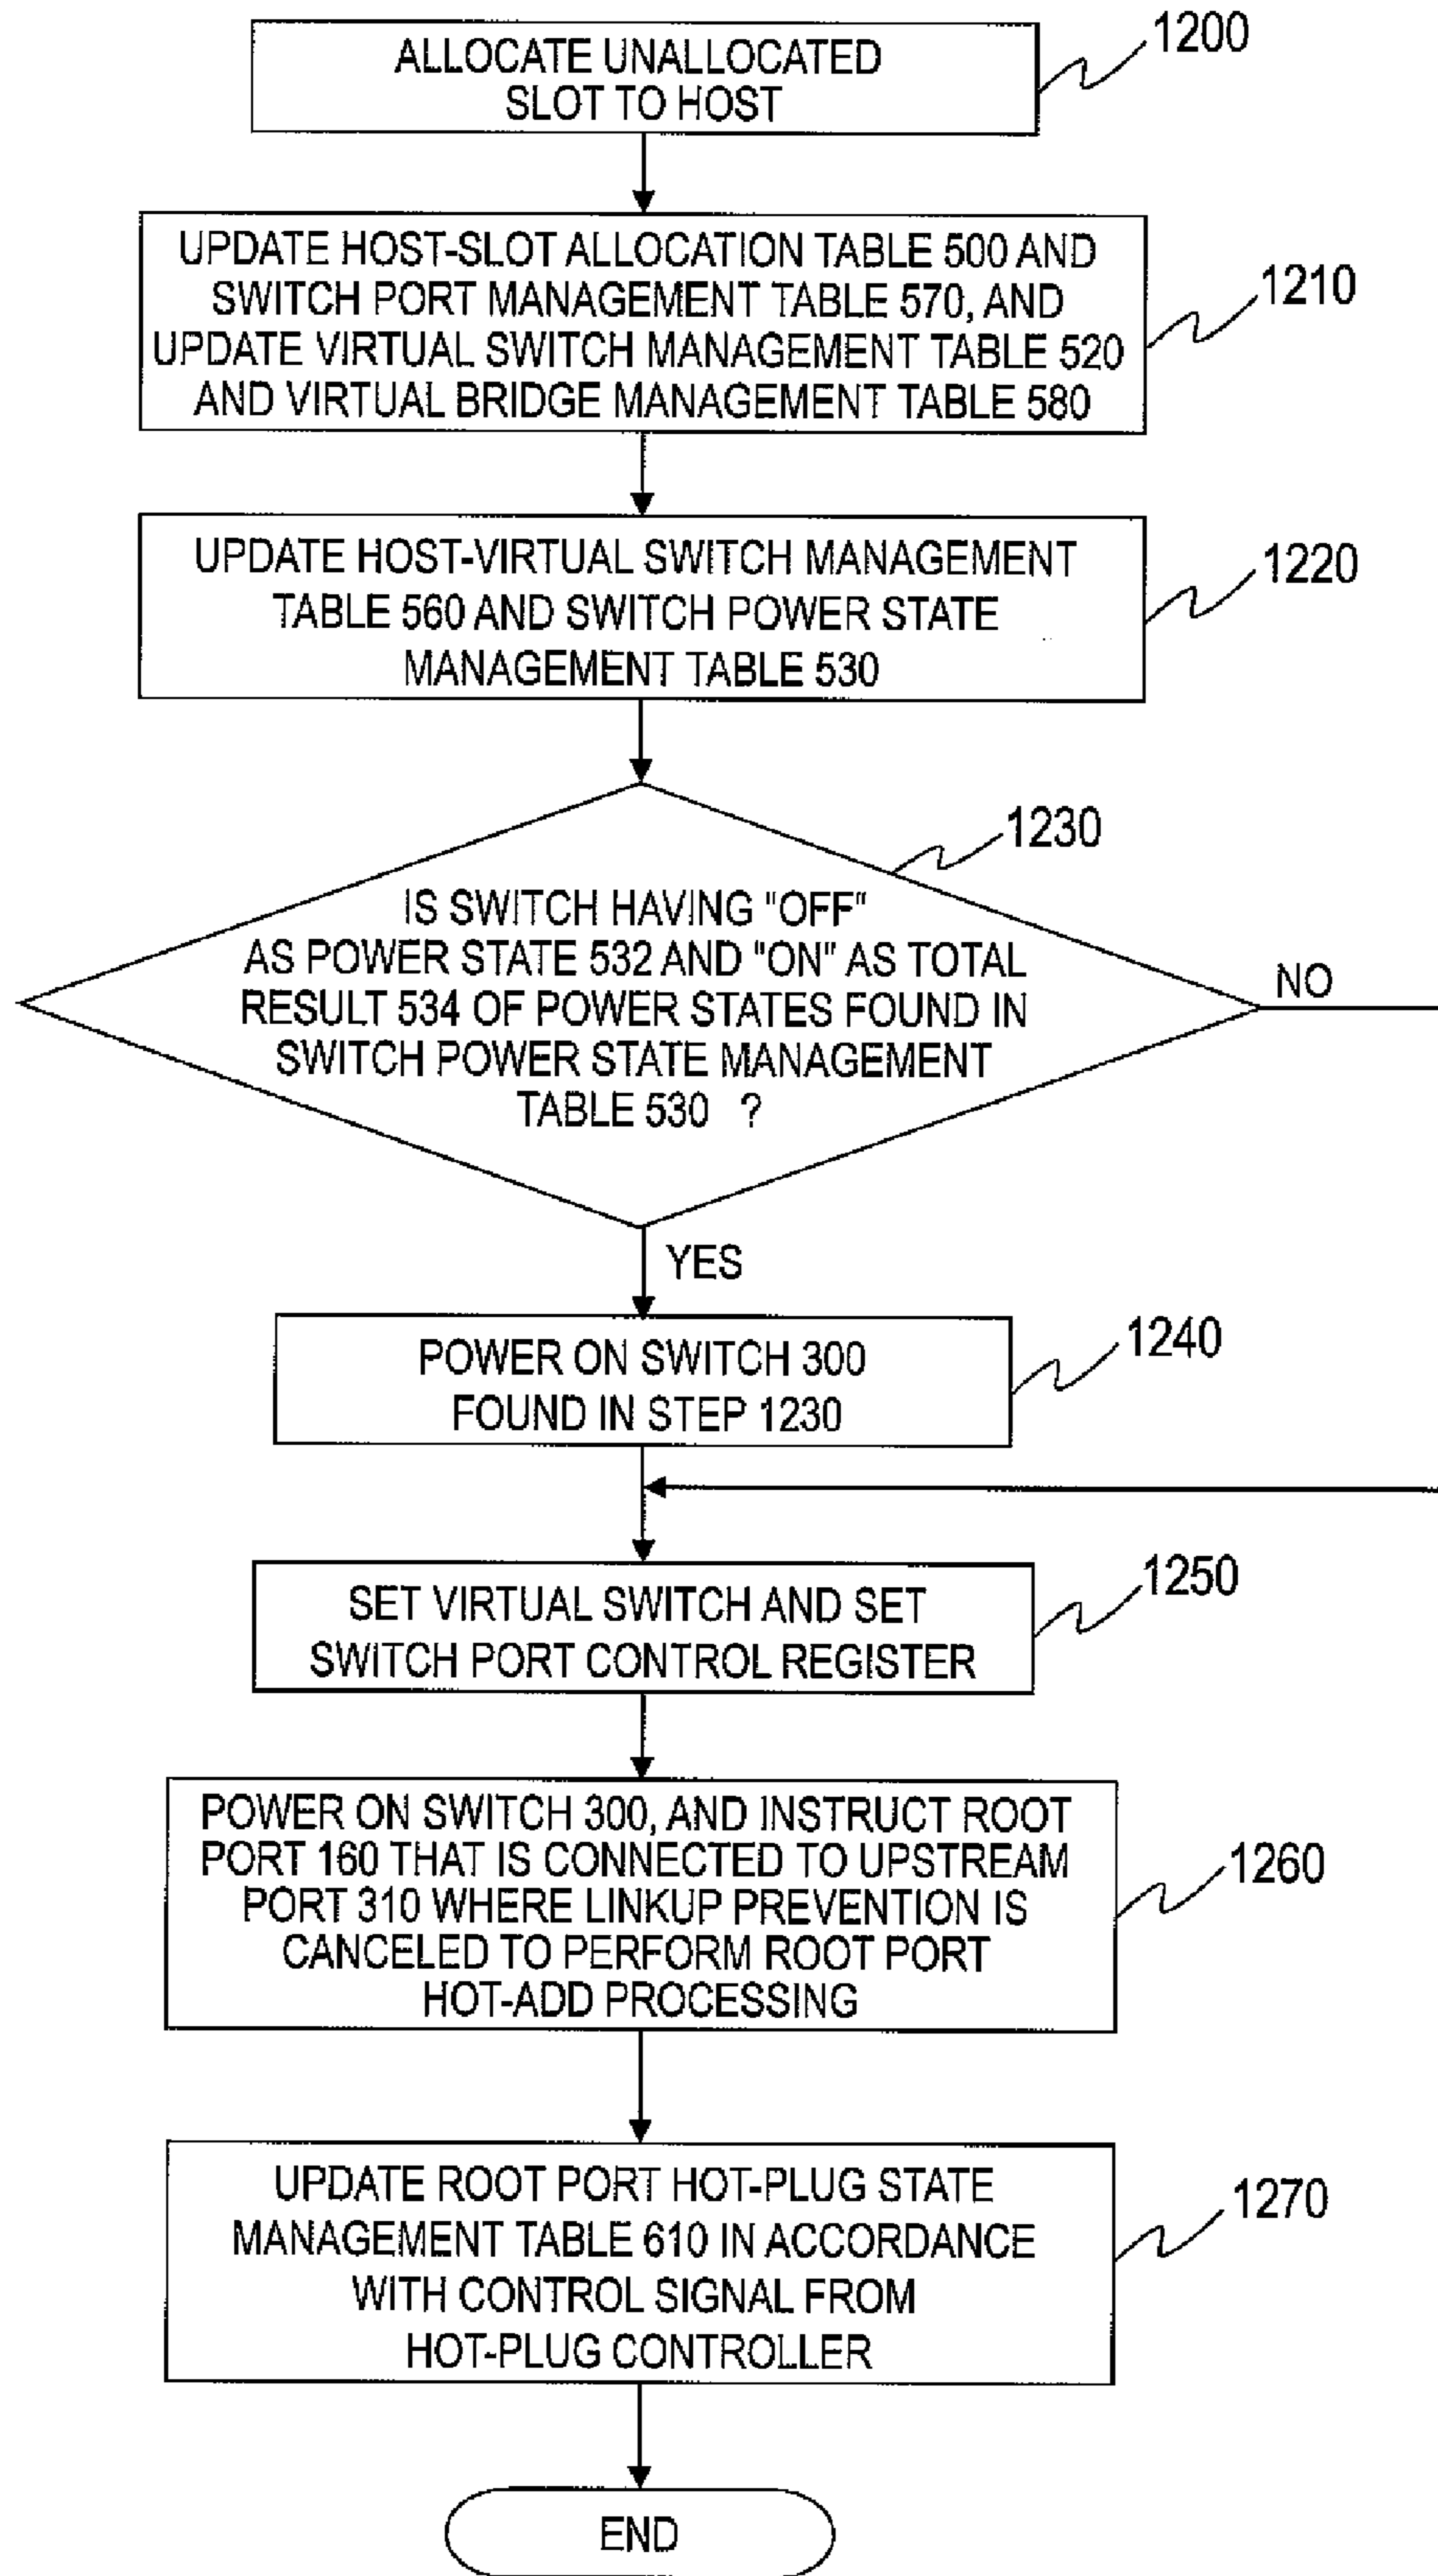 ALLOCATE UNALLOCATED
SLOT TO HOST
1200
UPDATE HOST-SLOT ALLOCATION TABLE 500 AND
SWITCH PORT MANAGEMENT TABLE 570, AND
UPDATE VIRTUAL SWITCH MANAGEMENT TABLE 520
AND VIRTUAL BRIDGE MANAGEMENT TABLE 580
1210
UPDATE HOST-VIRTUAL SWITCH MANAGEMENT
TABLE 560 AND SWITCH POWER STATE
MANAGEMENT TABLE 530
1220
1230
IS SWITCH HAVING "OFF"
AS POWER STATE 532 AND "ON" AS TOTAL
RESULT 534 OF POWER STATES FOUND IN
SWITCH POWER STATE MANAGEMENT
TABLE 530 ?
NO
YES
POWER ON SWITCH 300
FOUND IN STEP 1230
1240
SET VIRTUAL SWITCH AND SET
SWITCH PORT CONTROL REGISTER
1250
POWER ON SWITCH 300, AND INSTRUCT ROOT
PORT 160 THAT IS CONNECTED TO UPSTREAM
PORT 310 WHERE LINKUP PREVENTION IS
CANCELED TO PERFORM ROOT PORT
HOT-ADD PROCESSING
1260
UPDATE ROOT PORT HOT-PLUG STATE
MANAGEMENT TABLE 610 IN ACCORDANCE
WITH CONTROL SIGNAL FROM
HOT-PLUG CONTROLLER
1270
END